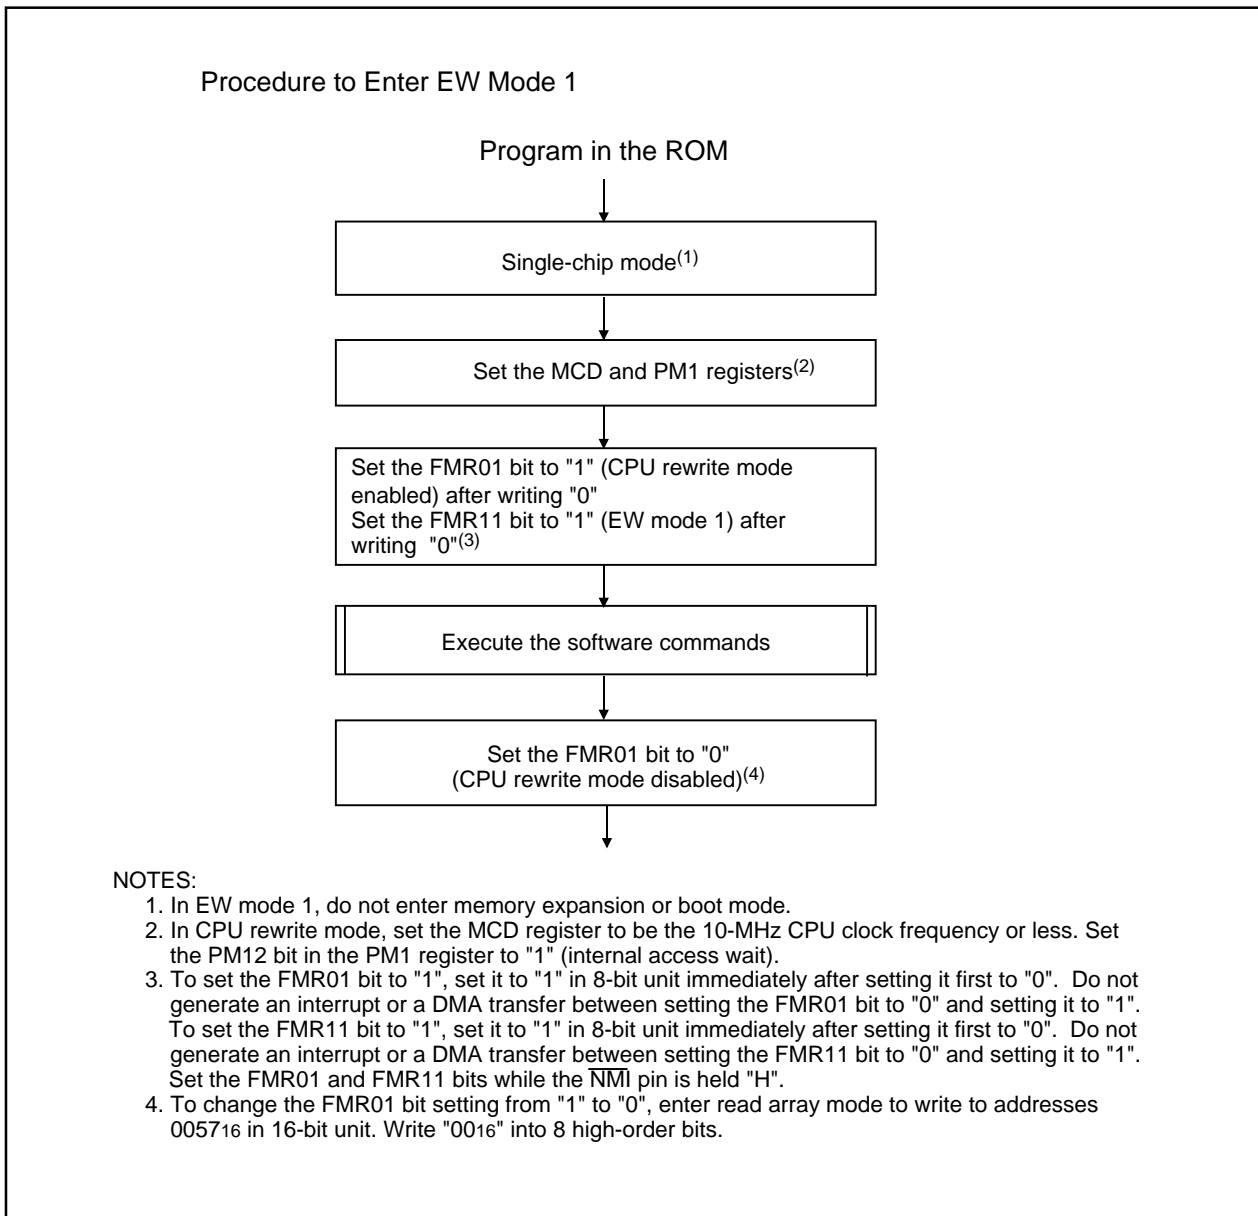 Procedure to Enter EW Mode 1
Program in the ROM
Single-chip mode(1)
Set the MCD and PM1 registers(2)
Set the FMR01 bit to "1" (CPU rewrite mode
enabled) after writing "0"
Set the FMR11 bit to "1" (EW mode 1) after
writing "0"(3)
Execute the software commands
Set the FMR01 bit to "0"
(CPU rewrite mode disabled)(4)
NOTES:
1. In EW mode 1, do not enter memory expansion or boot mode.
2. In CPU rewrite mode, set the MCD register to be the 10-MHz CPU clock frequency or less. Set
the PM12 bit in the PM1 register to "1" (internal access wait).
3. To set the FMR01 bit to "1", set it to "1" in 8-bit unit immediately after setting it first to "0". Do not
generate an interrupt or a DMA transfer between setting the FMR01 bit to "0" and setting it to "1".
To set the FMR11 bit to "1", set it to "1" in 8-bit unit immediately after setting it first to "0". Do not
generate an interrupt or a DMA transfer between setting the FMR11 bit to "0" and setting it to "1".
Set the FMR01 and FMR11 bits while the N̅M̅I̅ pin is held "H".
4. To change the FMR01 bit setting from "1" to "0", enter read array mode to write to addresses
005716 in 16-bit unit. Write "0016" into 8 high-order bits.